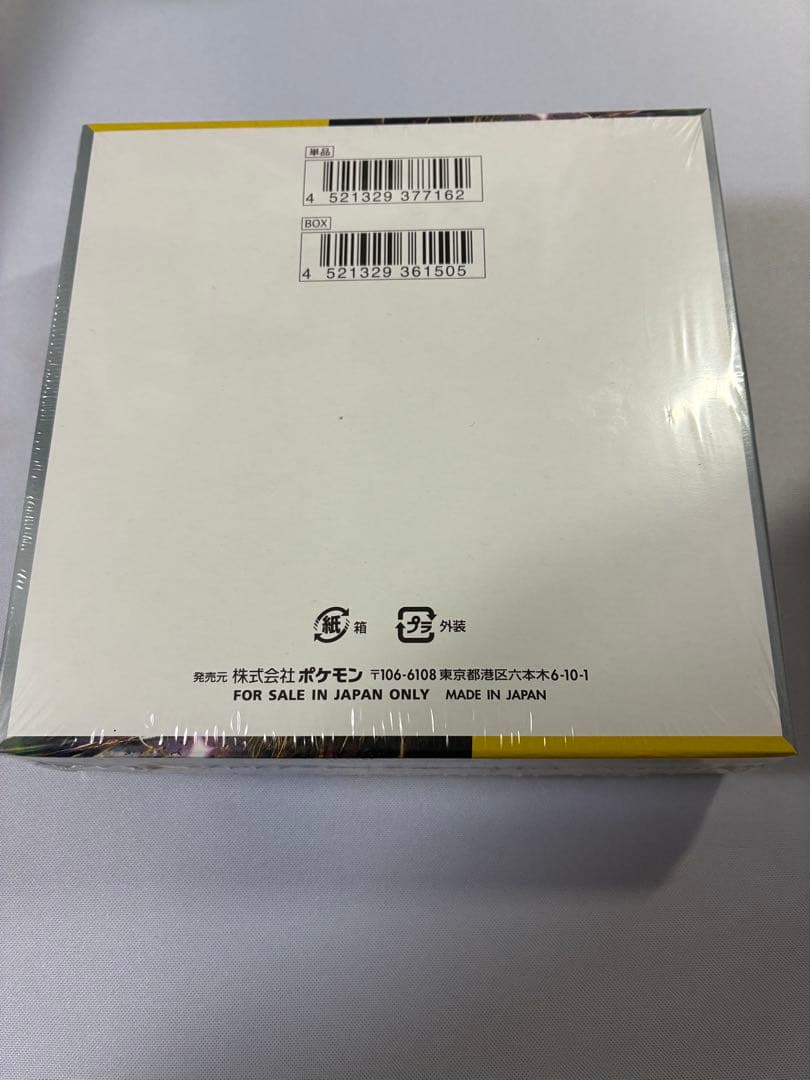 単品
4 521329 377162
BOX
4 521329 361505
紙 箱 プラ 外装
発売元 株式会社 ポケモン 〒106-6108 東京都港区六本木6-10-1
FOR SALE IN JAPAN ONLY MADE IN JAPAN